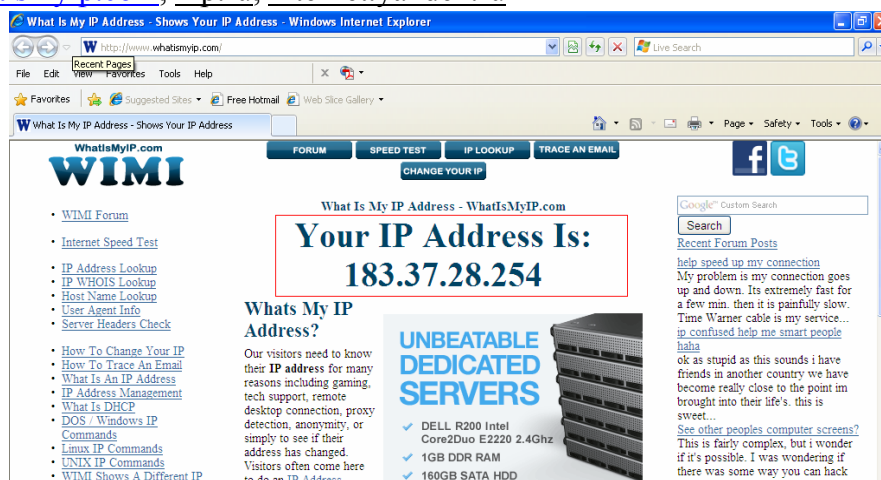 What Is My IP Address - Shows Your IP Address - Windows Internet Explorer
http://www.whatismyip.com/
Live Search
Recent Pages
File Edit View Favorites Tools Help
Favorites
Suggested Sites
Free Hotmail
Web Slice Gallery
What Is My IP Address - Shows Your IP Address
Page
Safety
Tools
WhatIsMyIP.com
WIMI
FORUM
SPEED TEST
IP LOOKUP
TRACE AN EMAIL
CHANGE YOUR IP
What Is My IP Address - WhatIsMyIP.com
Your IP Address Is:
183.37.28.254
WIMI Forum
Internet Speed Test
IP Address Lookup
IP WHOIS Lookup
Host Name Lookup
User Agent Info
Server Headers Check
How To Change Your IP
How To Trace An Email
What Is An IP Address
IP Address Management
What Is DHCP
DOS / Windows IP
Commands
Linux IP Commands
UNIX IP Commands
WIMI Shows A Different IP
Whats My IP
Address?
Our visitors need to know
their IP address for many
reasons including gaming,
tech support, remote
desktop connection, proxy
detection, anonymity, or
simply to see if their
address has changed.
Visitors often come here
to do an IP Address
UNBEATABLE
DEDICATED
SERVERS
DELL R200 Intel
Core2Duo E2220 2.4Ghz
1GB DDR RAM
160GB SATA HDD
Google™ Custom Search
Search
Recent Forum Posts
help speed up my connection
My problem is my connection goes
up and down. Its extremely fast for
a few min. then it is painfully slow.
Time Warner cable is my service...
ip confused help me smart people
haha
ok as stupid as this sounds i have
friends in another country we have
become really close to the point im
brought into their life's. this is
sweet...
See other peoples computer screens?
This is fairly complex, but i wonder
if it's possible. I was wondering if
there was some way you can hack